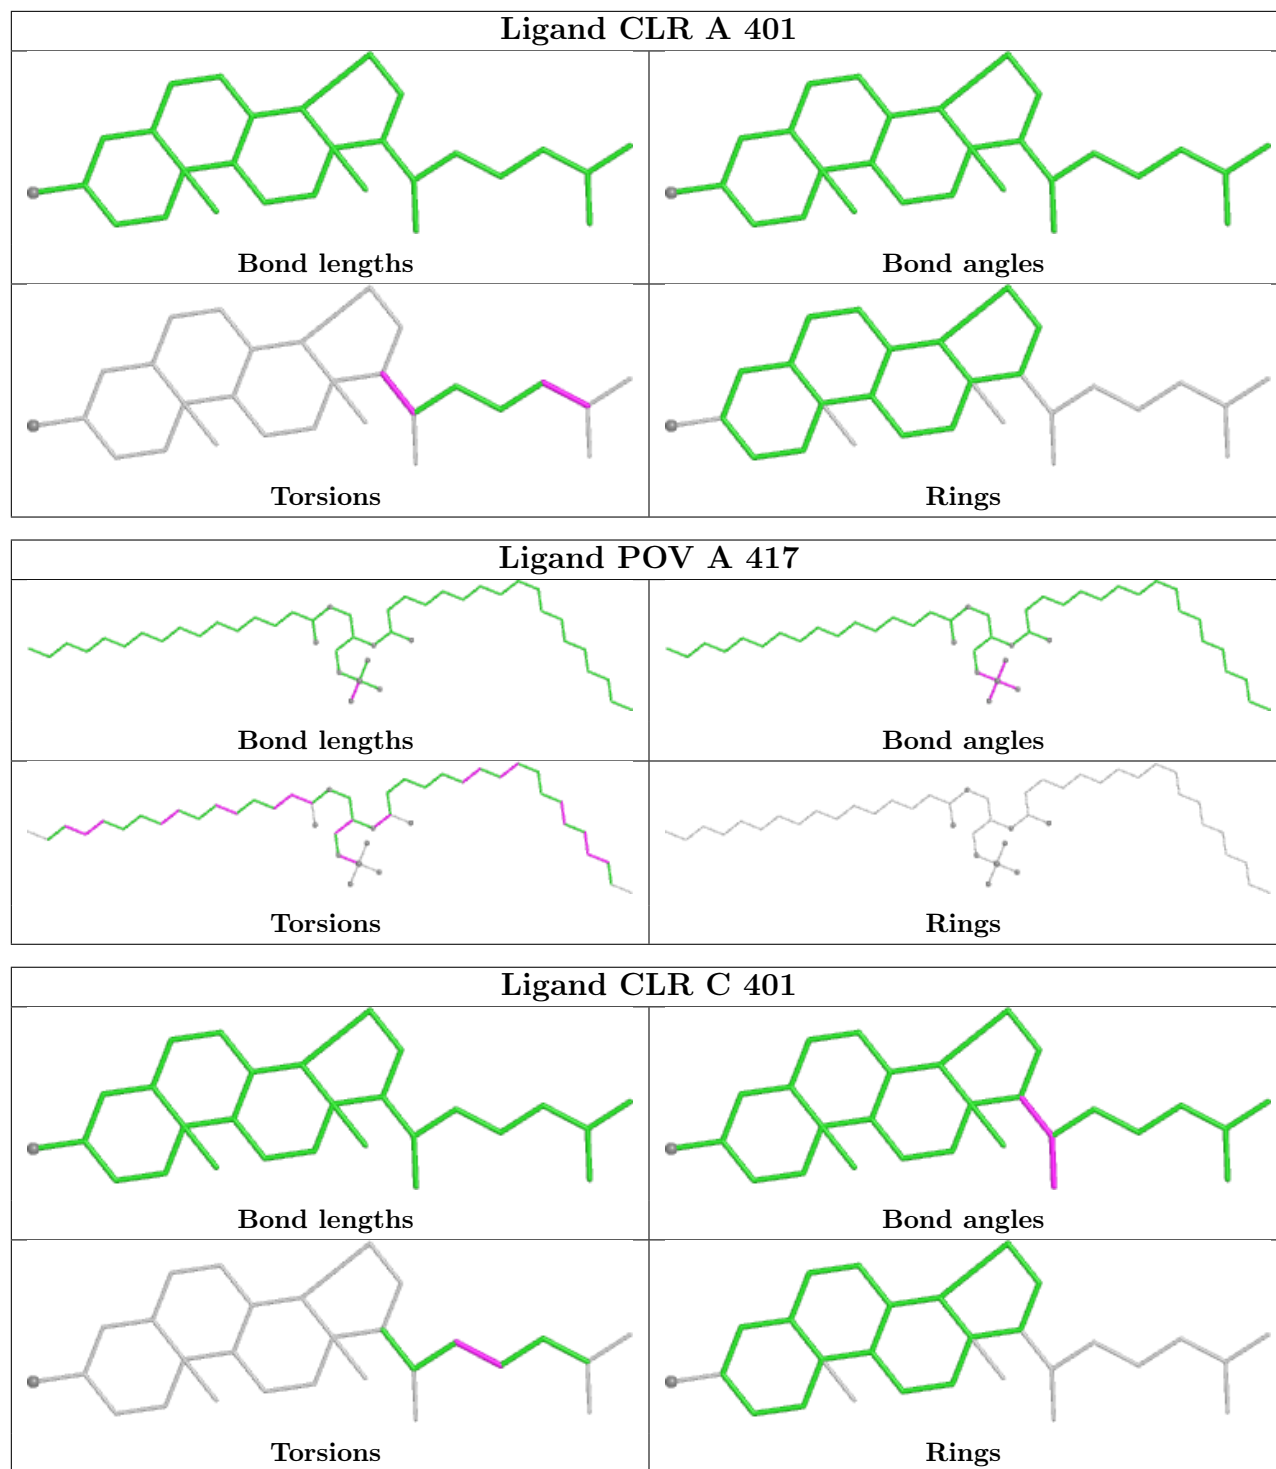 Ligand CLR A 401
Bond lengths
Bond angles
Torsions
Rings
Ligand POV A 417
Bond lengths
Bond angles
Torsions
Rings
Ligand CLR C 401
Bond lengths
Bond angles
Torsions
Rings